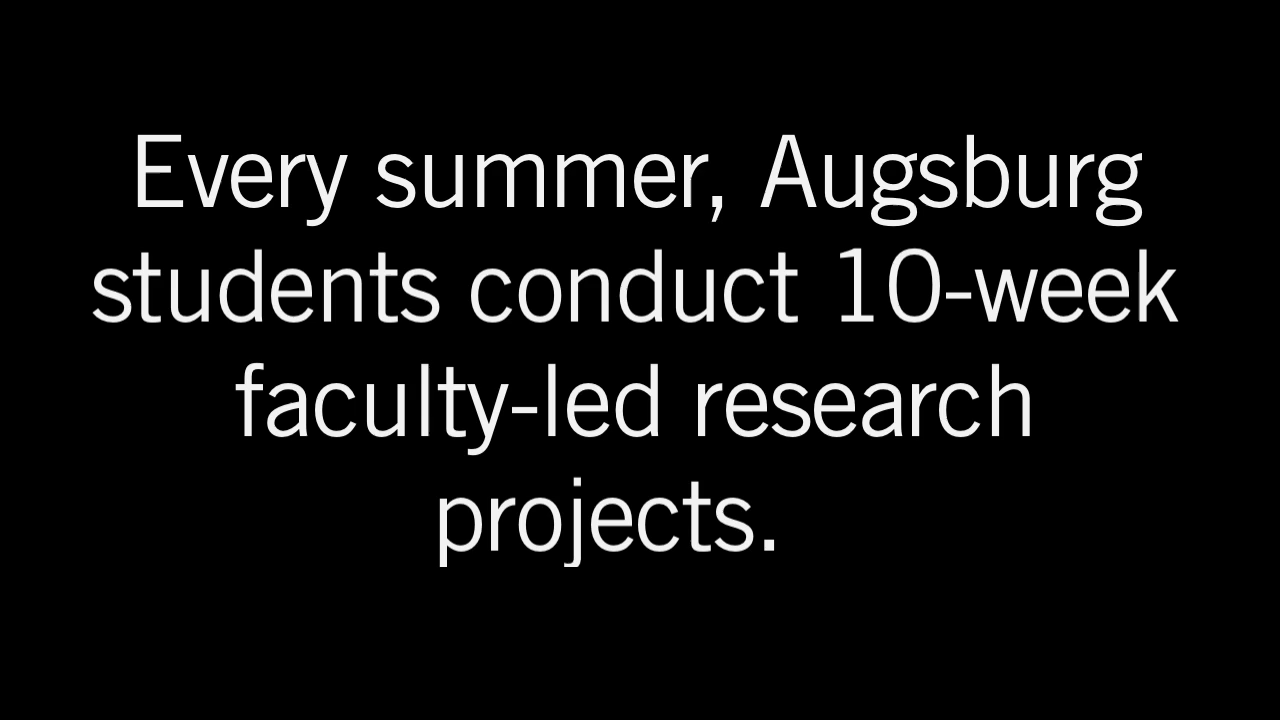 Every summer, Augsburg
students conduct 10-week
faculty-led research
projects.